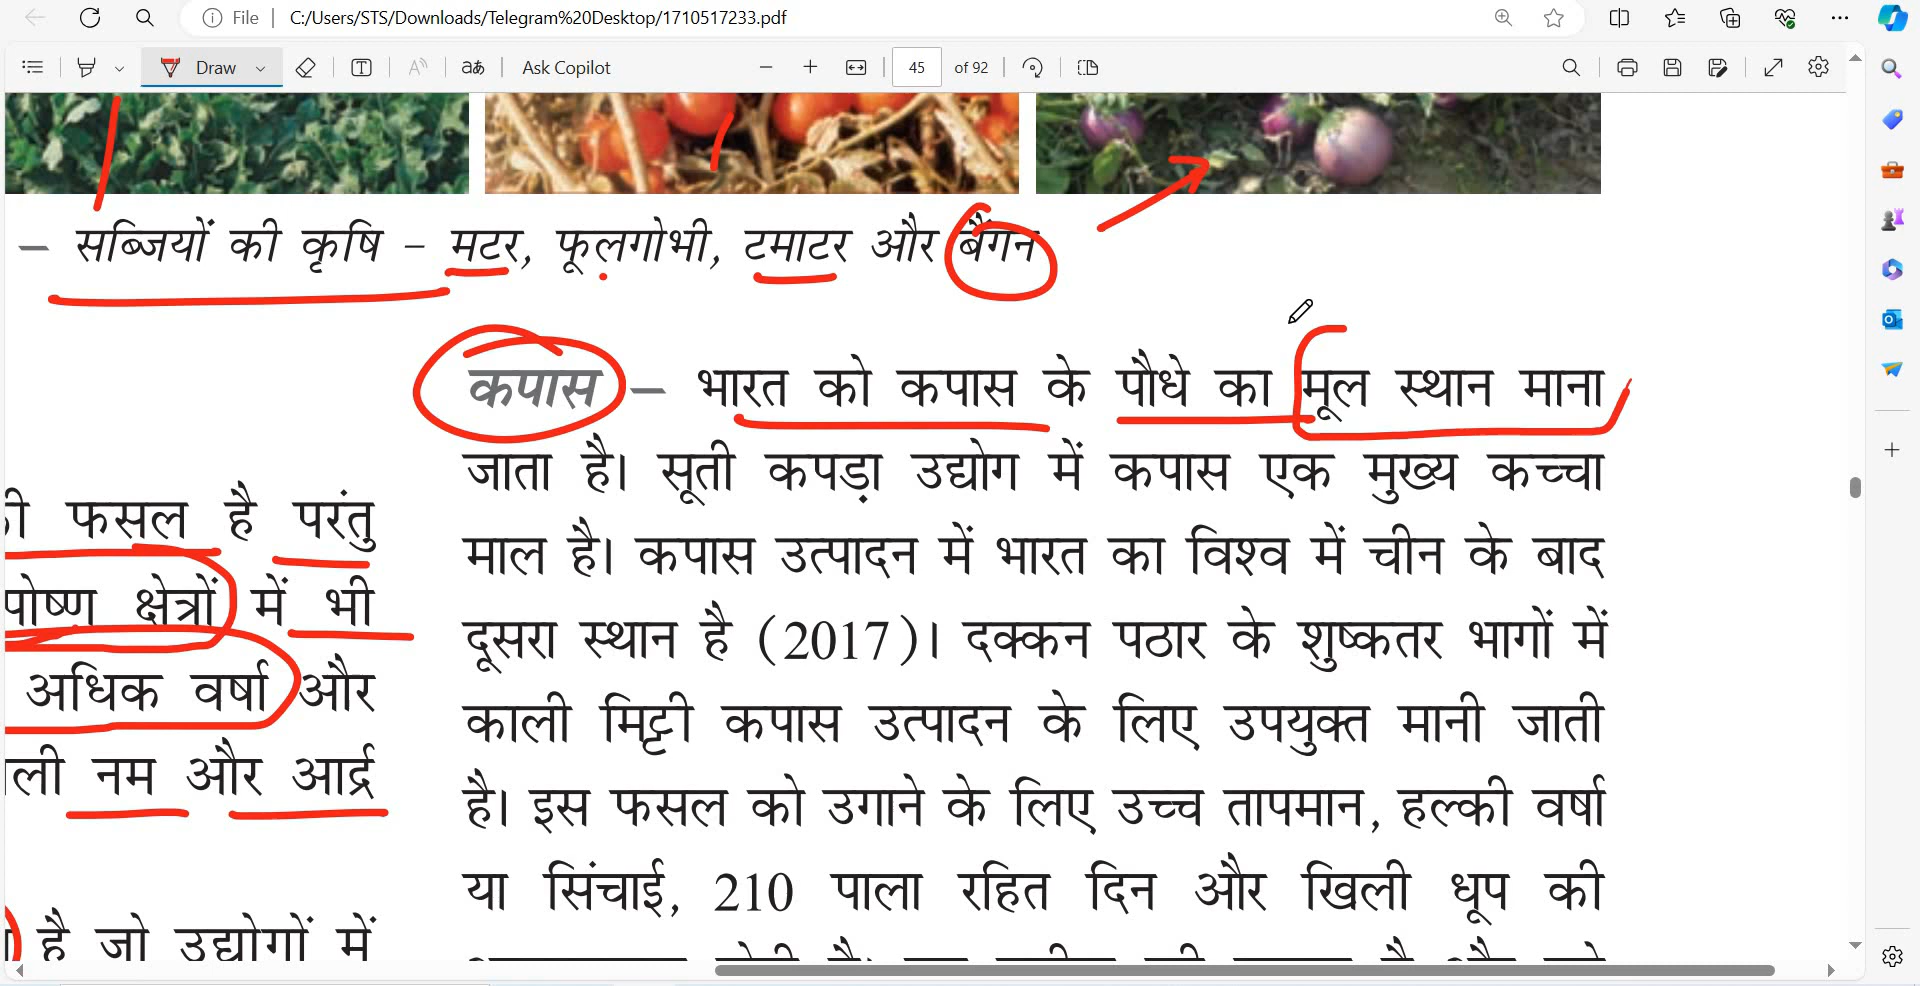 File | C:/Users/STS/Downloads/Telegram%20Desktop/1710517233.pdf
Draw aあ Ask Copilot 45 of 92
– सब्जियों की कृषि – मटर, फूलगोभी, टमाटर और बैंगन
कपास – भारत को कपास के पौधे का मूल स्थान माना
जाता है। सूती कपड़ा उद्योग में कपास एक मुख्य कच्चा
माल है। कपास उत्पादन में भारत का विश्व में चीन के बाद
दूसरा स्थान है (2017)। दक्कन पठार के शुष्कतर भागों में
काली मिट्टी कपास उत्पादन के लिए उपयुक्त मानी जाती
है। इस फसल को उगाने के लिए उच्च तापमान, हल्की वर्षा
या सिंचाई, 210 पाला रहित दिन और खिली धूप की
फसल है परंतु
क्षेत्रों में भी
अधिक वर्षा और
नम और आर्द्र
है जो उद्योगों में